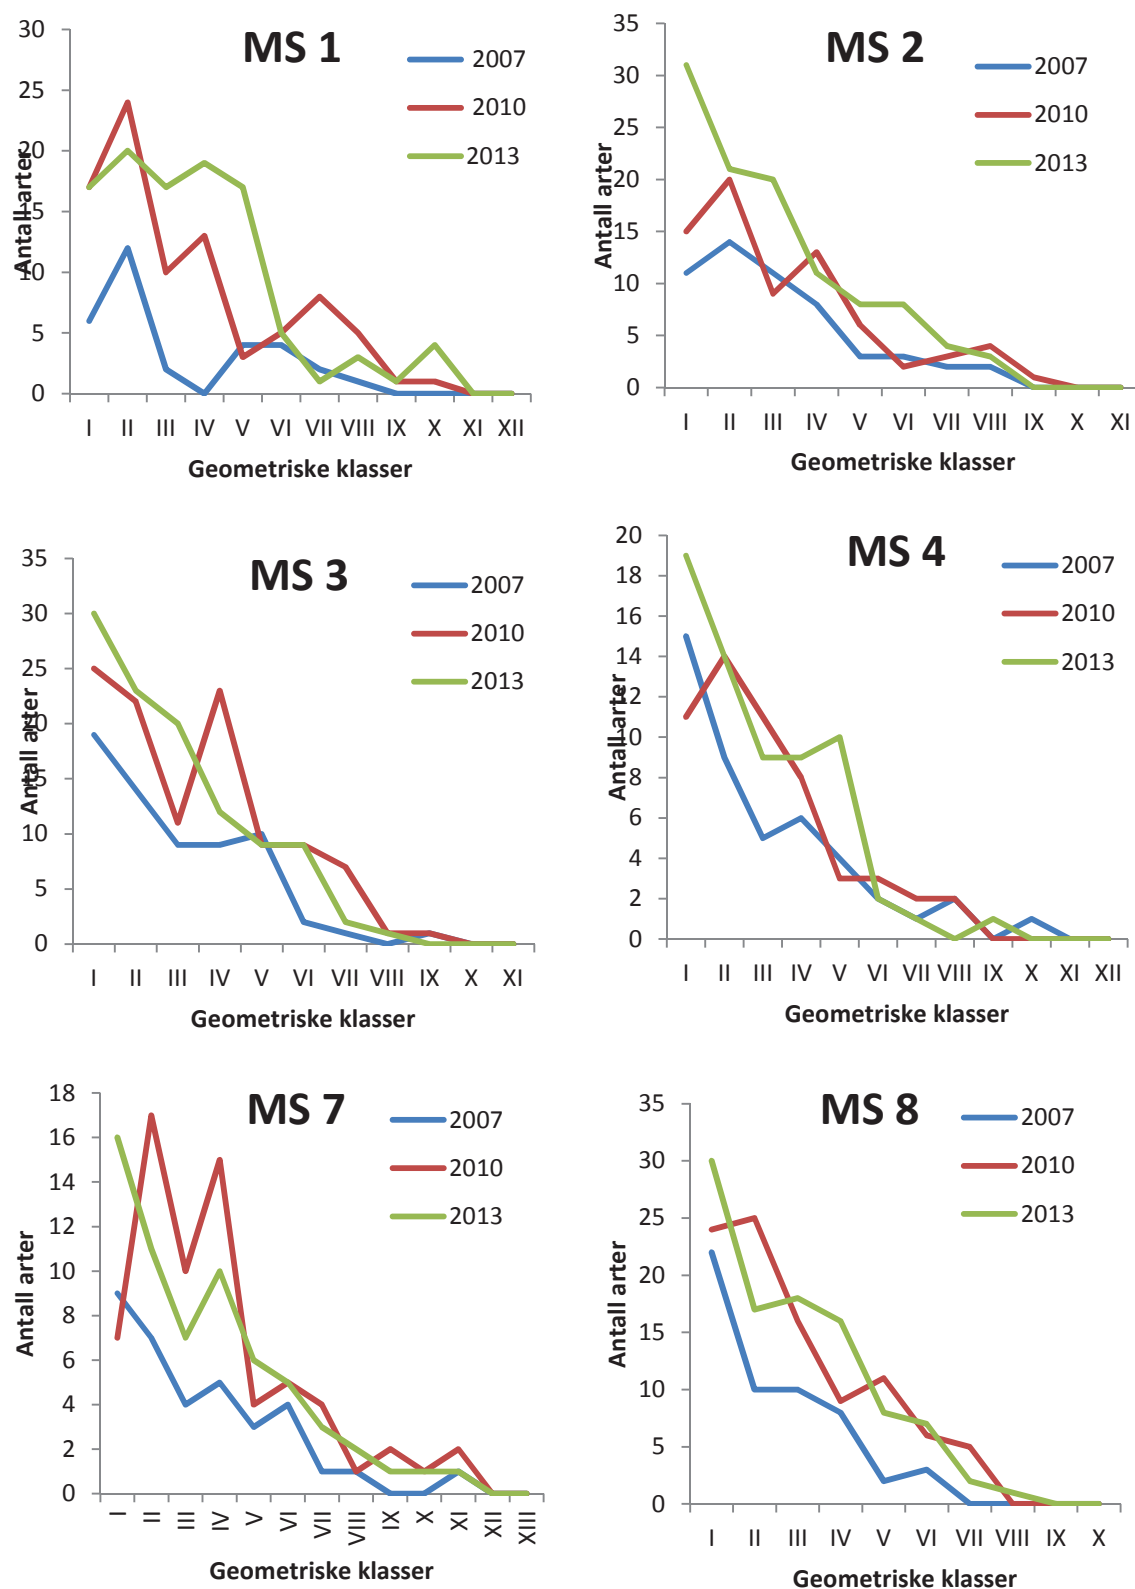 MS 1
2007
2010
2013
30
25
20
15
10
5
0
Antall arter
I II III IV V VI VII VIII IX X XI XII
Geometriske klasser
MS 2
2007
2010
2013
35
30
25
20
15
10
5
0
Antall arter
I II III IV V VI VII VIII IX X XI
Geometriske klasser
MS 3
2007
2010
2013
35
30
25
20
15
10
5
0
Antall arter
I II III IV V VI VII VIII IX X XI
Geometriske klasser
MS 4
2007
2010
2013
20
18
16
14
12
10
8
6
4
2
0
Antall arter
I II III IV V VI VII VIII IX X XI XII
Geometriske klasser
MS 7
2007
2010
2013
18
16
14
12
10
8
6
4
2
0
Antall arter
I II III IV V VI VII VIII IX X XI XII XIII
Geometriske klasser
MS 8
2007
2010
2013
35
30
25
20
15
10
5
0
Antall arter
I II III IV V VI VII VIII IX X
Geometriske klasser